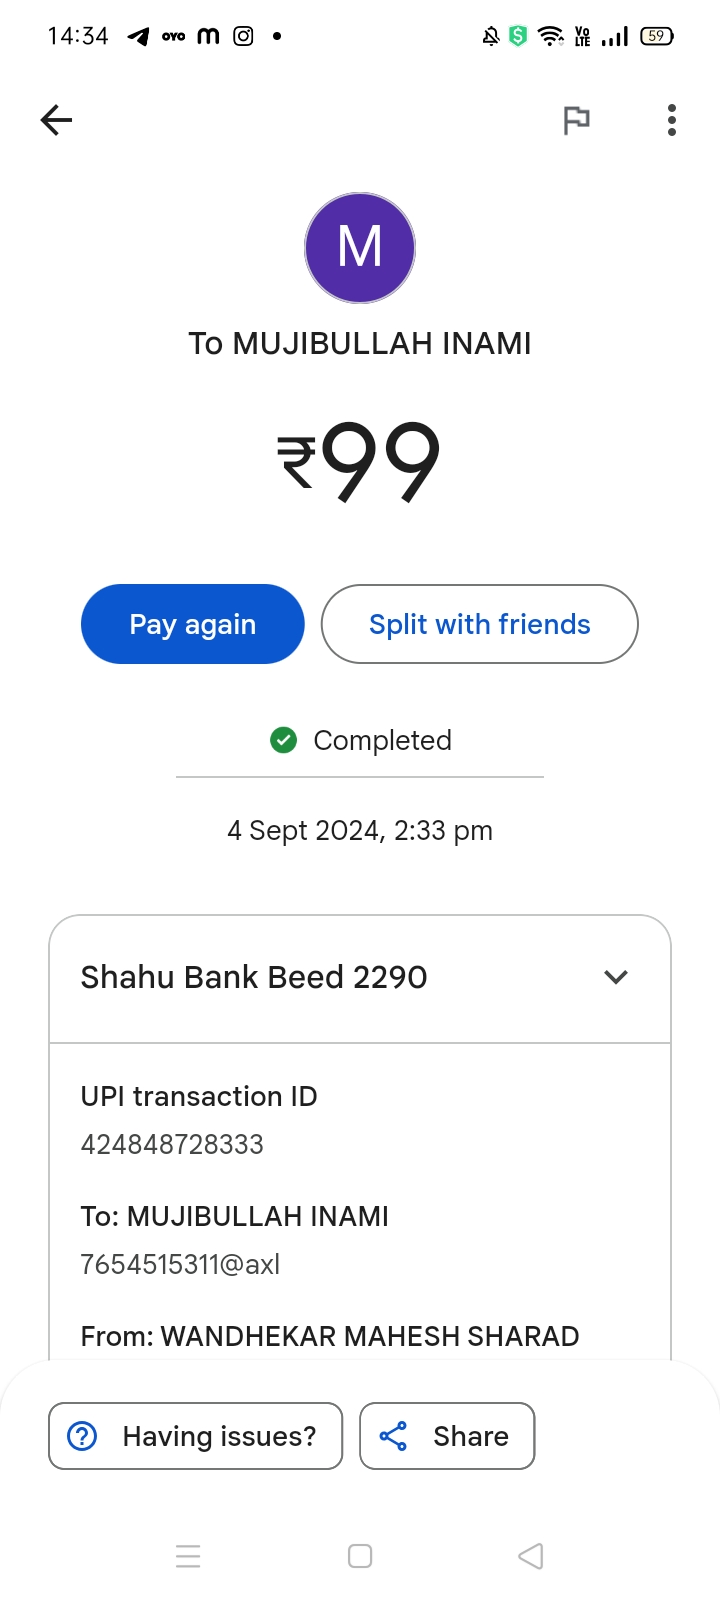 14:34 OYO m VO LTE 59
M
To MUJIBULLAH INAMI
₹99
Pay again Split with friends
Completed
4 Sept 2024, 2:33 pm
Shahu Bank Beed 2290
UPI transaction ID
424848728333
To: MUJIBULLAH INAMI
7654515311@axl
From: WANDHEKAR MAHESH SHARAD
Having issues? Share